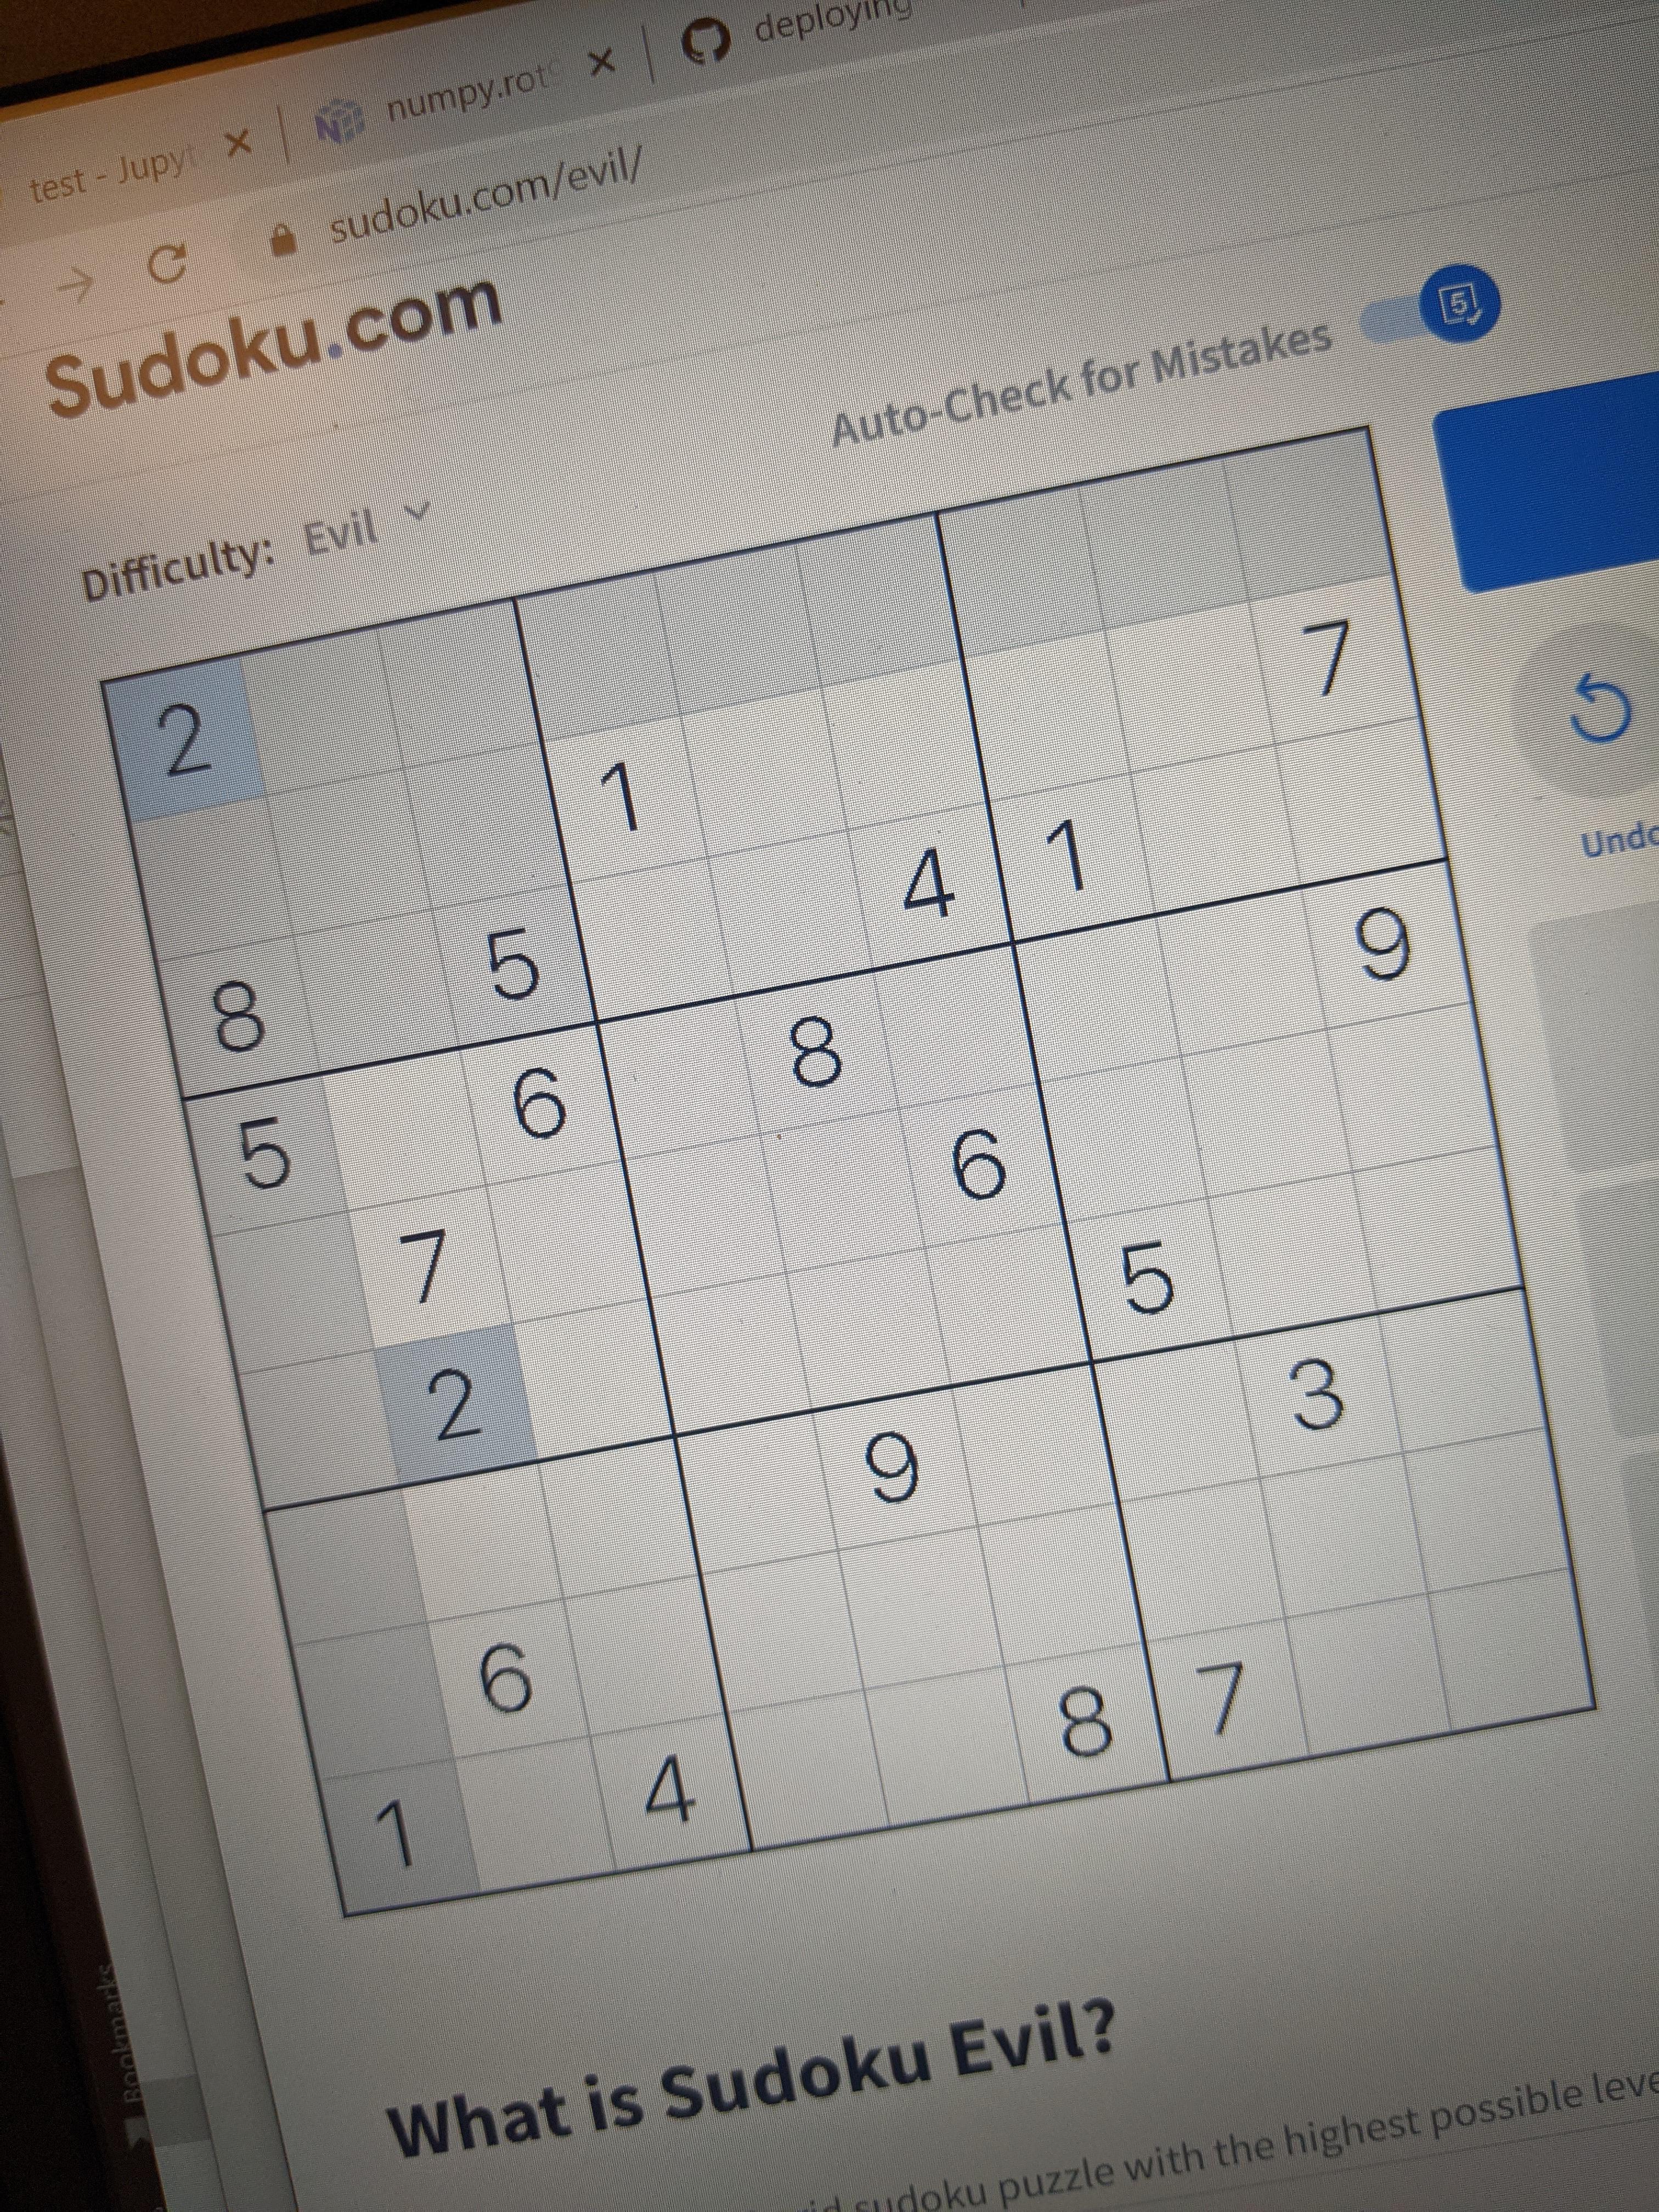 test - Jupyt
numpy.rot
deploying
sudoku.com/evil/
Sudoku.com
Auto-Check for Mistakes 5
Difficulty: Evil
2
1 7
8 5 4 1
5 6 8 9
7 6
2 5
9 3
6
1 4 8 7
Undo
Bookmarks
What is Sudoku Evil?
sudoku puzzle with the highest possible leve